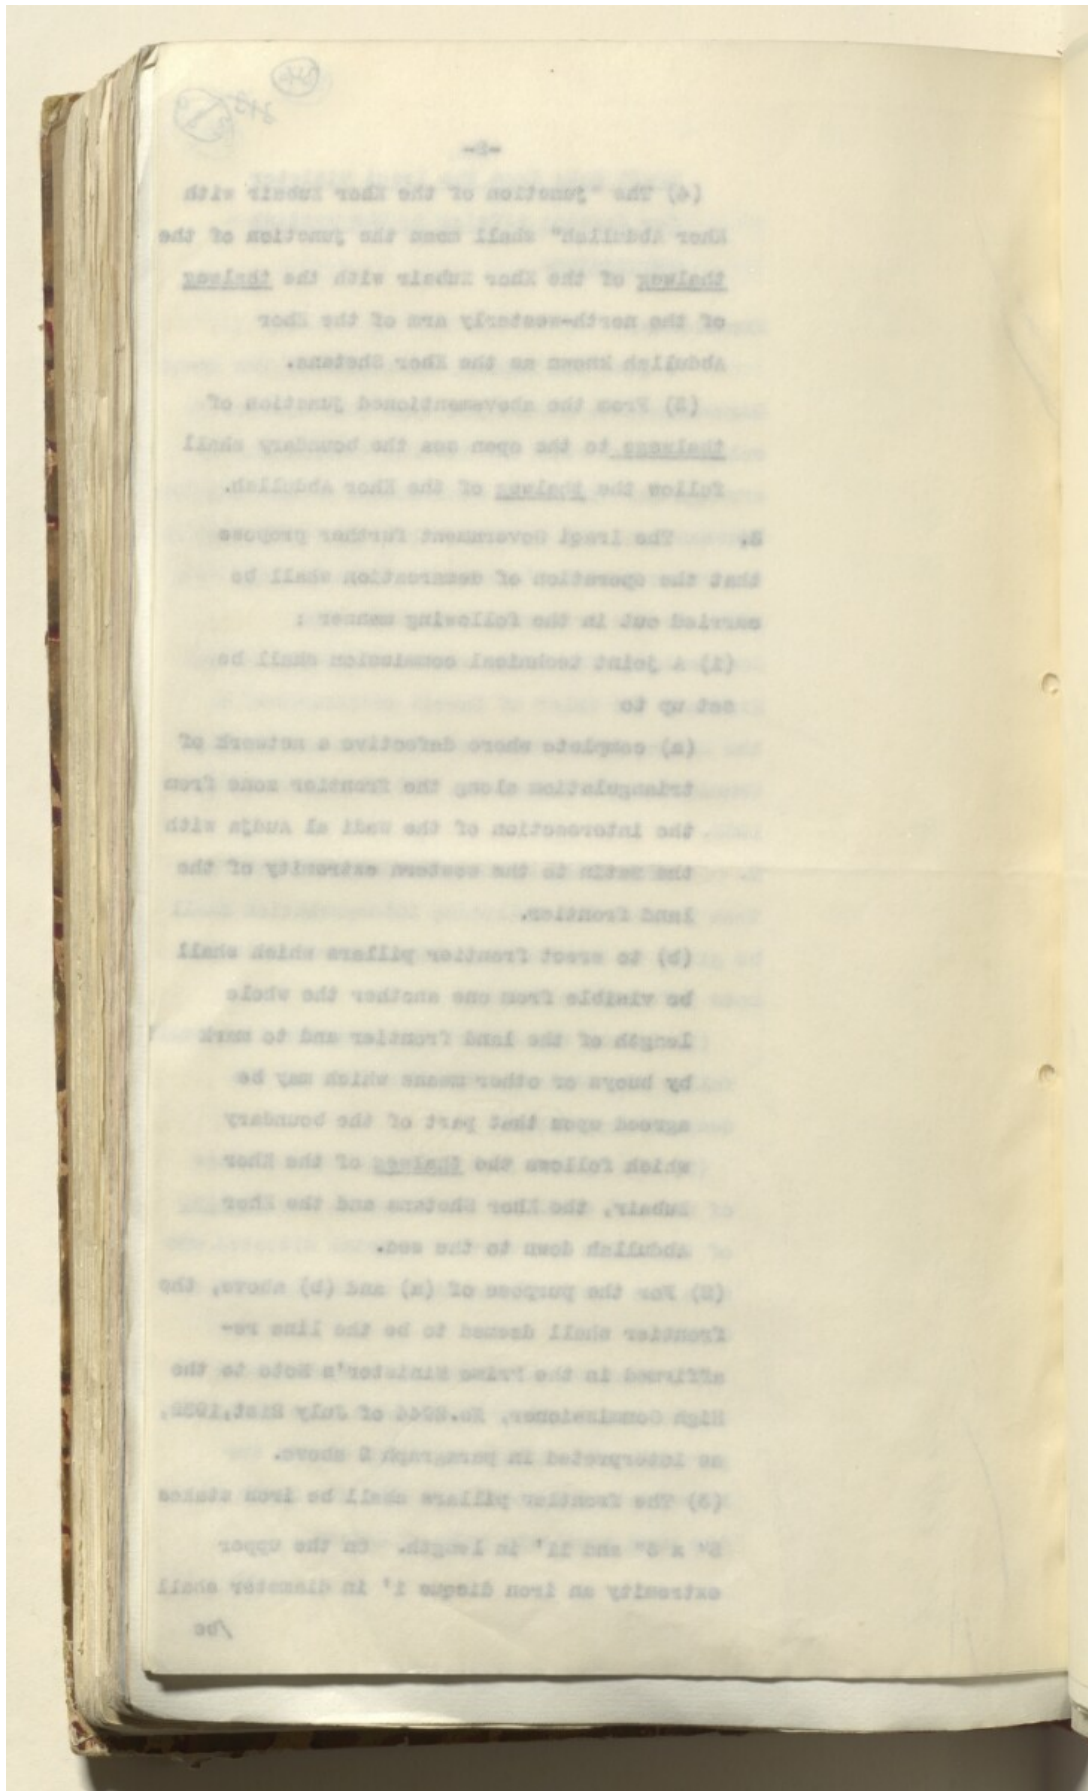 -2-
(4) The "junction of the Khor Zubair with
Khor Abdullah" shall mean the junction of the
thalweg of the Khor Zubair with the thalweg
of the north-westerly arm of the Khor
Abdullah known as the Khor Shetana.
(5) From the abovementioned junction of
thalwegs to the open sea the boundary shall
follow the thalweg of the Khor Abdullah.
3. The Iraqi Government further propose
that the operation of demarcation shall be
carried out in the following manner :
(1) A joint technical commission shall be
set up to
(a) complete where defective a network of
triangulation along the frontier zone from
the intersection of the wadi al Audja with
the Batin to the eastern extremity of the
land frontier.
(b) to erect frontier pillars which shall
be visible from one another the whole
length of the land frontier and to mark
by buoys or other means which may be
agreed upon that part of the boundary
which follows the thalweg of the Khor
Zubair, the Khor Shetana and the Khor
Abdullah down to the sea.
(2) For the purpose of (a) and (b) above, the
frontier shall deemed to be the line re-
affirmed in the Prime Minister's Note to the
High Commissioner, No. of July 21st,1932,
as interpreted in paragraph 2 above.
(3) The frontier pillars shall be iron stakes
x and 11' in length. On the upper
extremity an iron disque 1' in diameter shall
/be